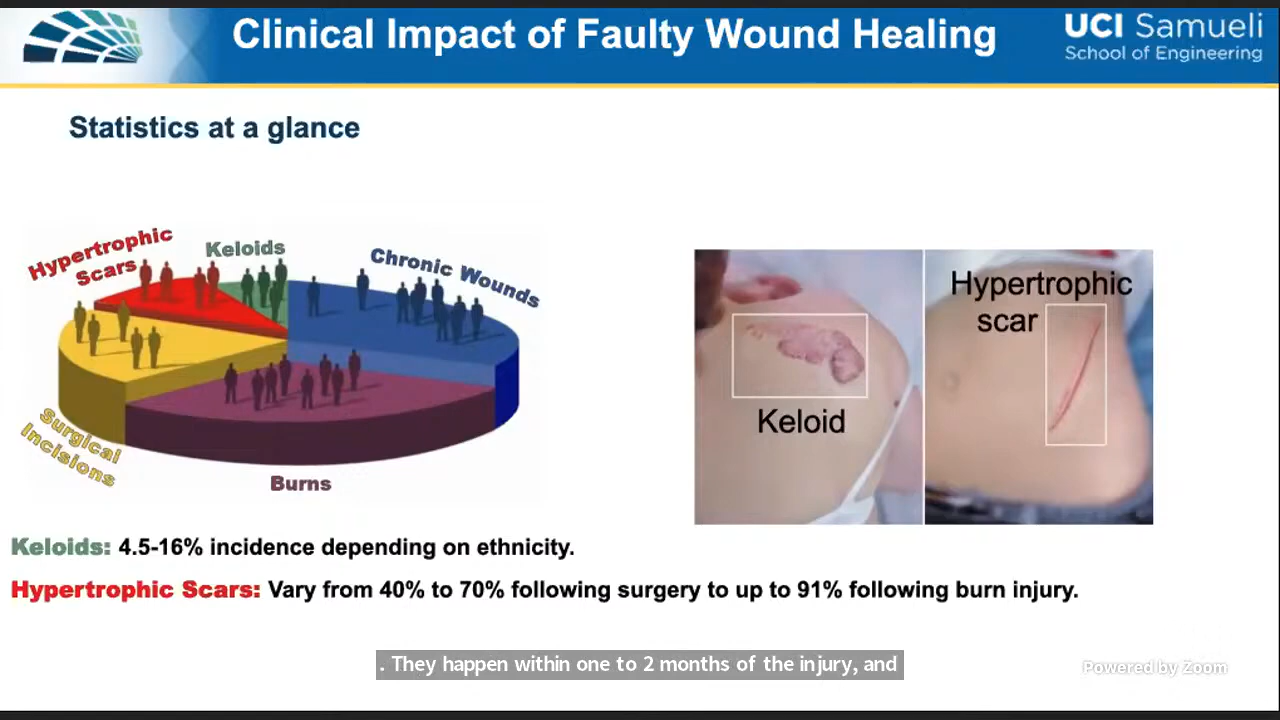 Clinical Impact of Faulty Wound Healing
UCI Samueli
School of Engineering
Statistics at a glance
Hypertrophic
Scars
Keloids
Chronic Wounds
Surgical
Incisions
Burns
Keloid
Hypertrophic
scar
Keloids: 4.5-16% incidence depending on ethnicity.
Hypertrophic Scars: Vary from 40% to 70% following surgery to up to 91% following burn injury.
. They happen within one to 2 months of the injury, and
Powered by Zoom